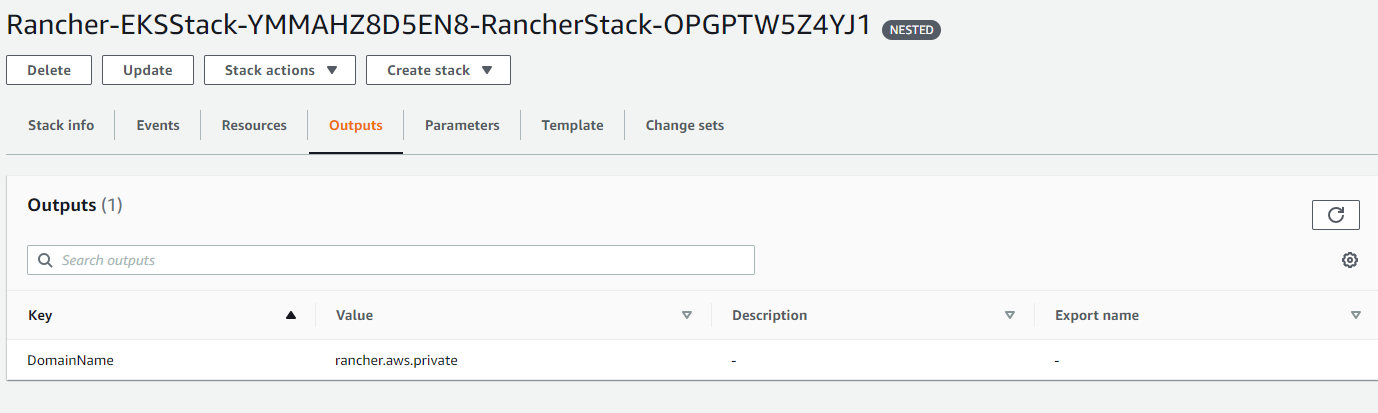 Rancher-EKSStack-YMMAHZ8D5EN8-RancherStack-OPGPTW5Z4YJ1 NESTED
Delete Update Stack actions Create stack
Stack info Events Resources Outputs Parameters Template Change sets
Outputs (1)
Search outputs
Key Value Description Export name
DomainName rancher.aws.private - -